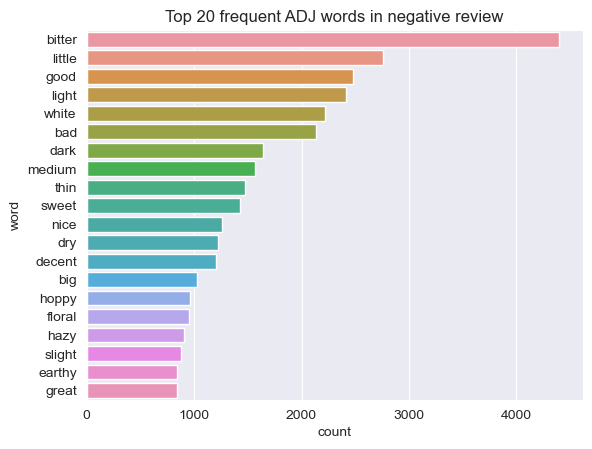 Top 20 frequent ADJ words in negative review
bitter
little
good
light
white
bad
dark
medium
thin
sweet
nice
dry
decent
big
hoppy
floral
hazy
slight
earthy
great
word
0 1000 2000 3000 4000
count